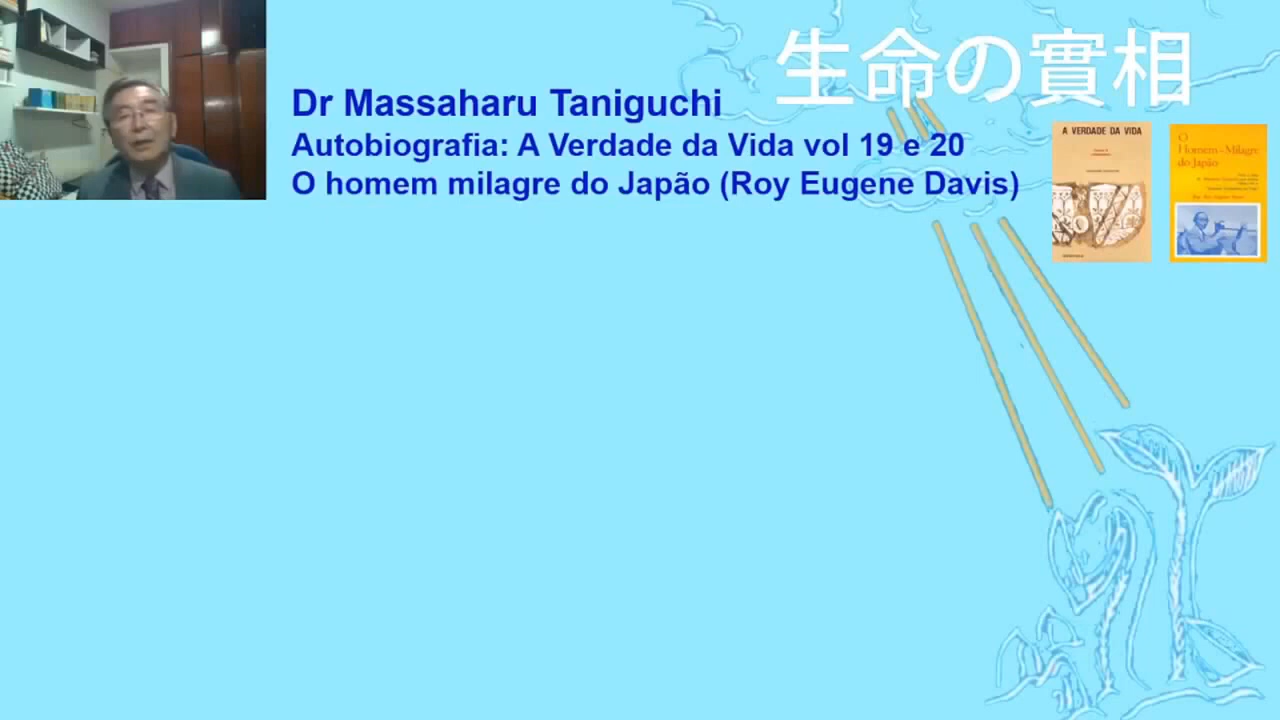 生命の實相
Dr Massaharu Taniguchi
Autobiografia: A Verdade da Vida vol 19 e 20
O homem milagre do Japão (Roy Eugene Davis)
A VERDADE DA VIDA
O
Homem-Milagre
do Japão